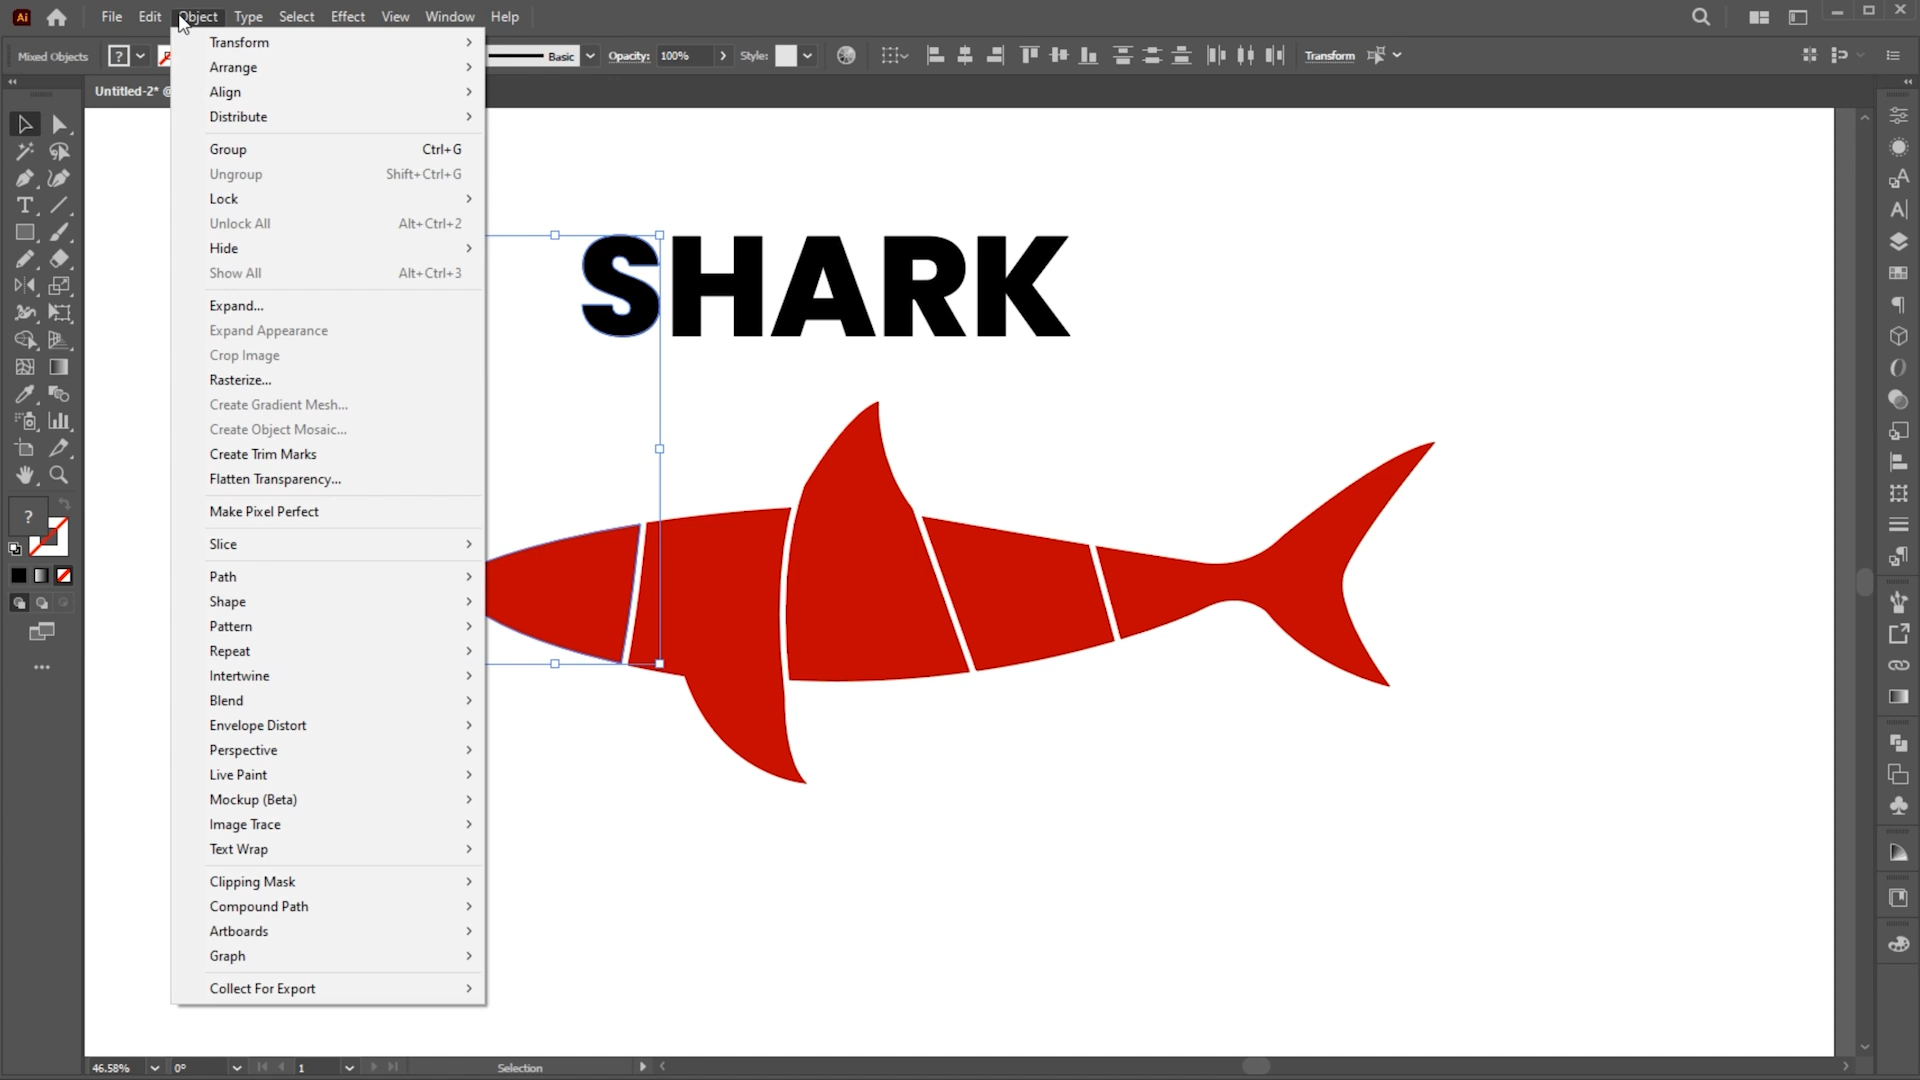 Ai File Edit Object Type Select Effect View Window Help
Mixed Objects ? Basic Opacity: 100% Style: Transform
Untitled-2* @
Transform
Arrange
Align
Distribute
Group Ctrl+G
Ungroup Shift+Ctrl+G
Lock
Unlock All Alt+Ctrl+2
Hide
Show All Alt+Ctrl+3
Expand...
Expand Appearance
Crop Image
Rasterize...
Create Gradient Mesh...
Create Object Mosaic...
Create Trim Marks
Flatten Transparency...
Make Pixel Perfect
Slice
Path
Shape
Pattern
Repeat
Intertwine
Blend
Envelope Distort
Perspective
Live Paint
Mockup (Beta)
Image Trace
Text Wrap
Clipping Mask
Compound Path
Artboards
Graph
Collect For Export
SHARK
?
46.58% 0° 1 Selection